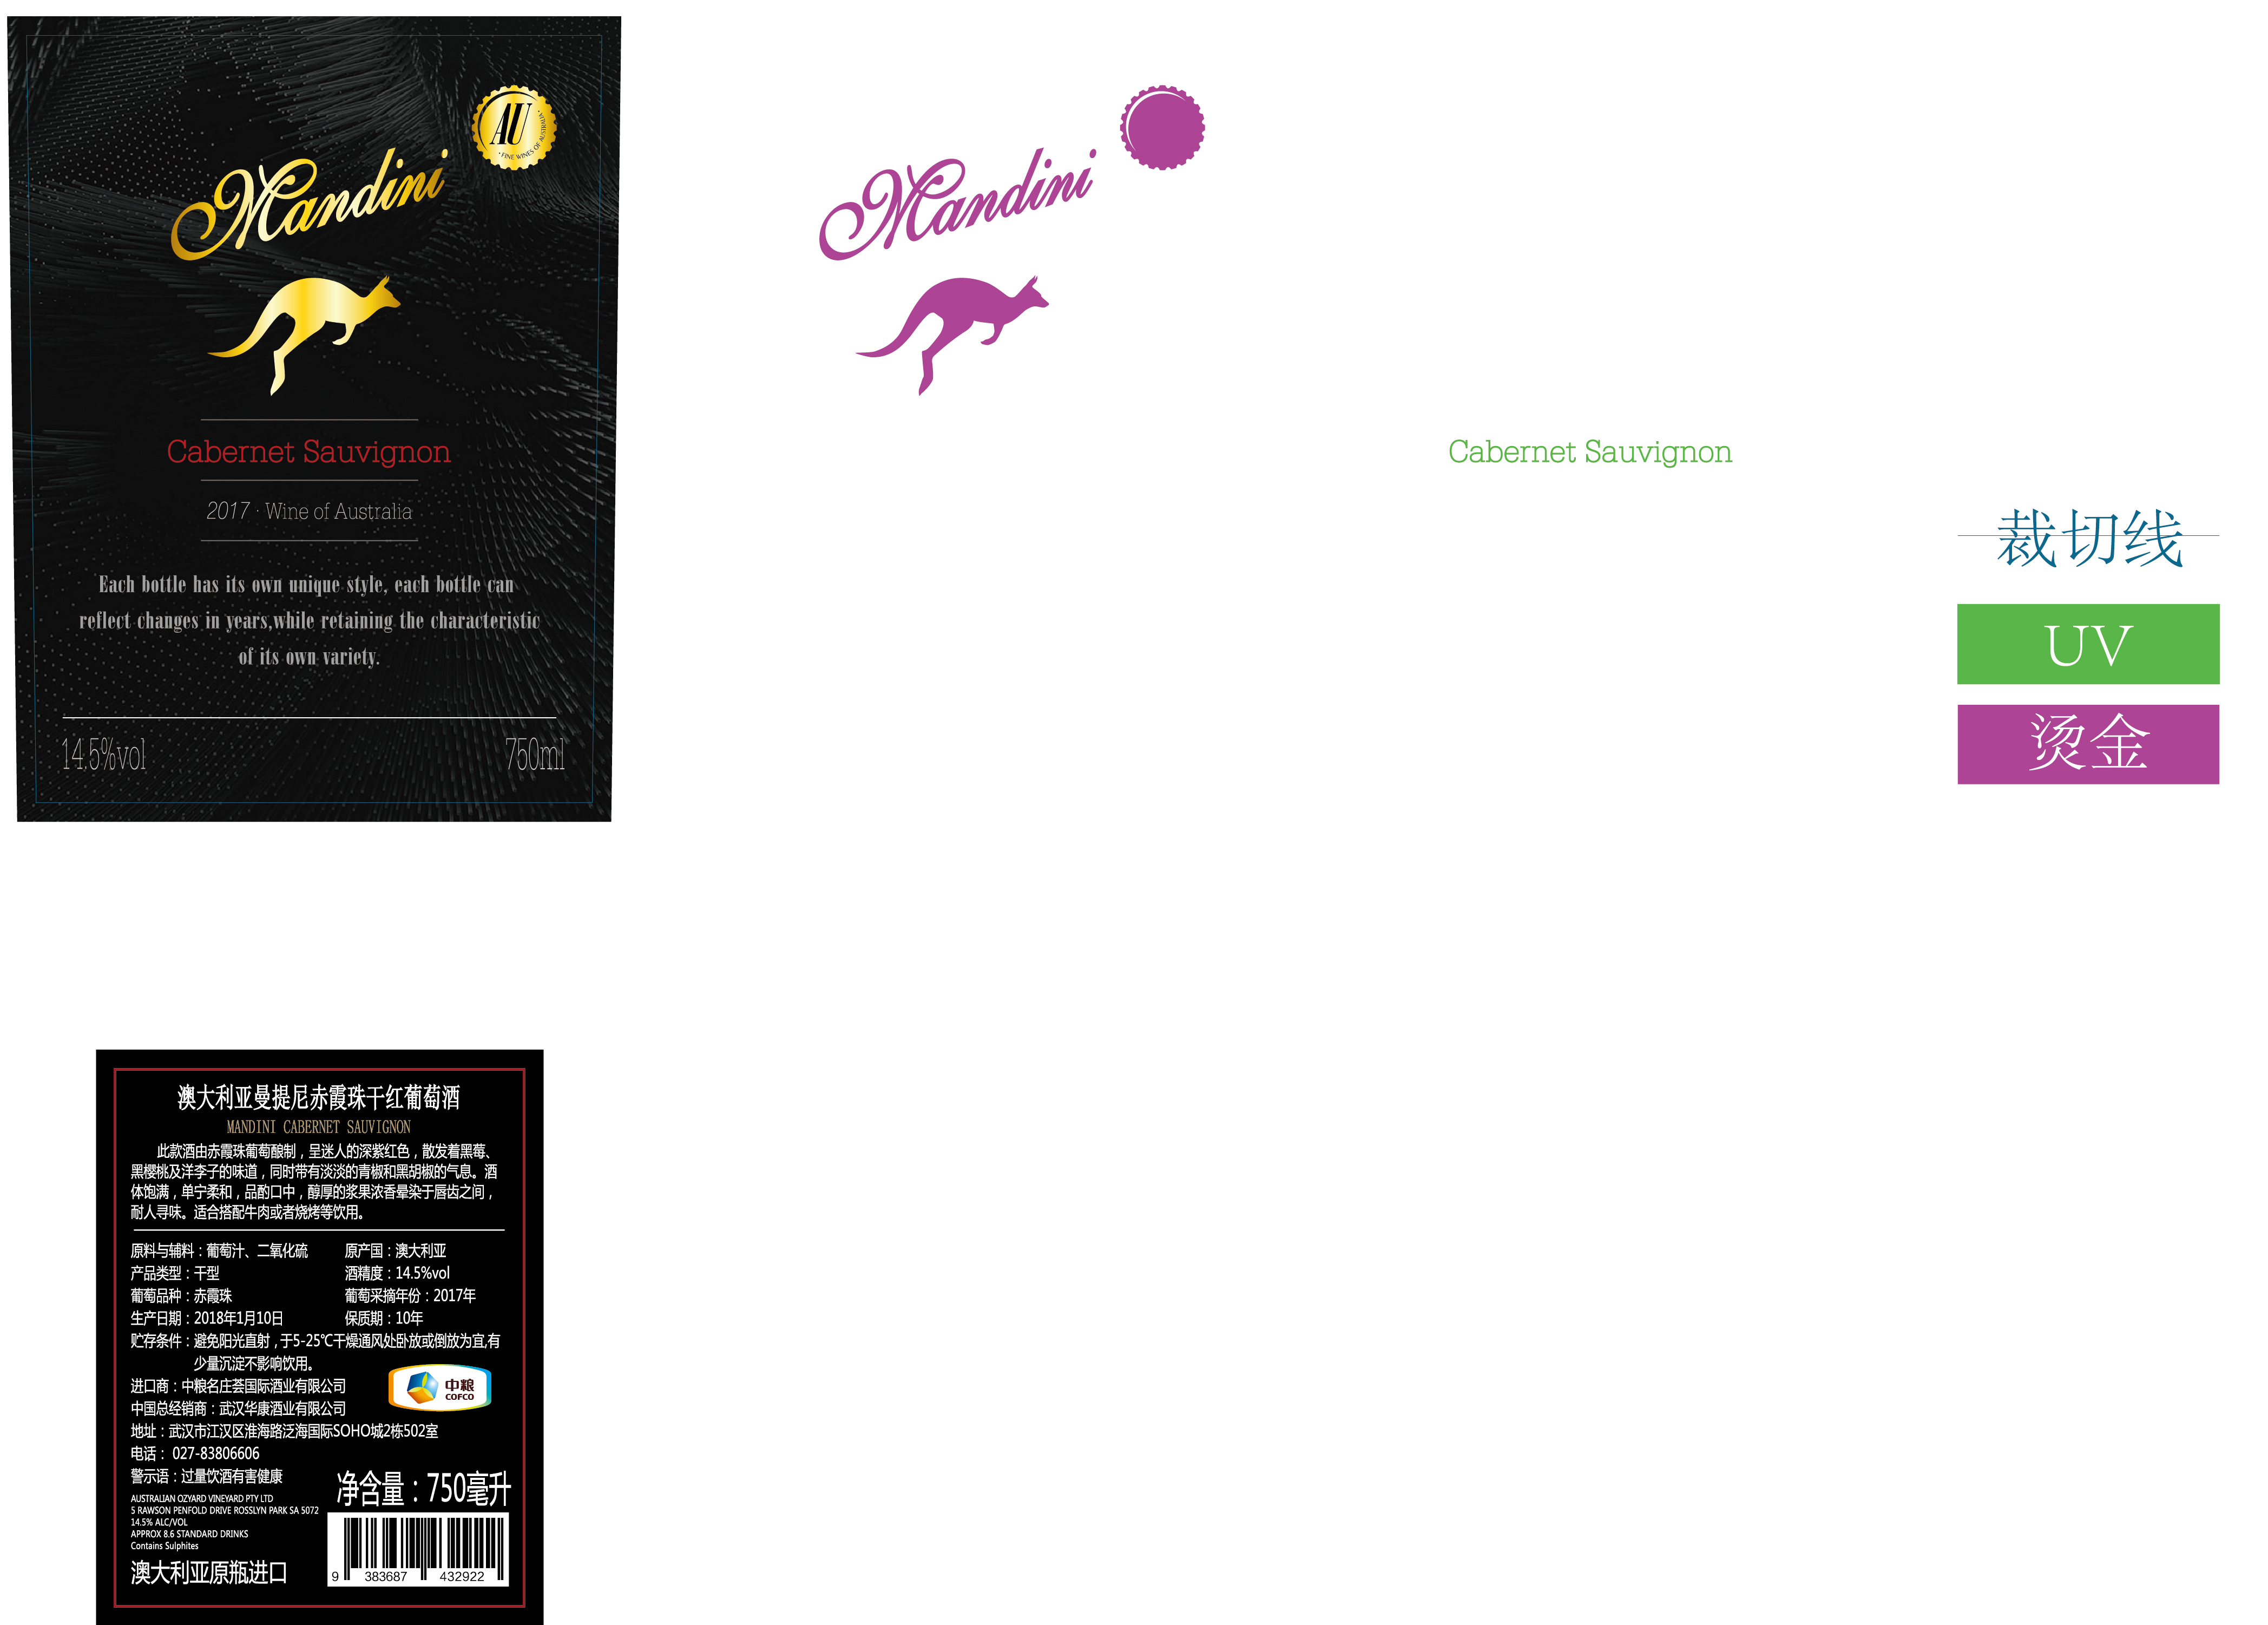 AU
· FINE WINES OF AUSTRALIA ·
Mandini
Cabernet Sauvignon
2017 · Wine of Australia
Each bottle has its own unique style, each bottle can
reflect changes in years,while retaining the characteristic
of its own variety.
14.5%vol
750ml
Mandini
Cabernet Sauvignon
裁切线
UV
烫金
澳大利亚曼提尼赤霞珠干红葡萄酒
MANDINI CABERNET SAUVIGNON
此款酒由赤霞珠葡萄酿制，呈迷人的深紫红色，散发着黑莓、
黑樱桃及洋李子的味道，同时带有淡淡的青椒和黑胡椒的气息。酒
体饱满，单宁柔和，品酌口中，醇厚的浆果浓香晕染于唇齿之间，
耐人寻味。适合搭配牛肉或者烧烤等饮用。
原料与辅料：葡萄汁、二氧化硫 原产国：澳大利亚
产品类型：干型 酒精度：14.5%vol
葡萄品种：赤霞珠 葡萄采摘年份：2017年
生产日期：2018年1月10日 保质期：10年
贮存条件：避免阳光直射，于5-25℃干燥通风处卧放或倒放为宜,有
少量沉淀不影响饮用。
进口商：中粮名庄荟国际酒业有限公司
中粮
COFCO
中国总经销商：武汉华康酒业有限公司
地址：武汉市江汉区淮海路泛海国际SOHO城2栋502室
电话： 027-83806606
警示语：过量饮酒有害健康
净含量：750毫升
AUSTRALIAN OZYARD VINEYARD PTY LTD
5 RAWSON PENFOLD DRIVE ROSSLYN PARK SA 5072
14.5% ALC/VOL
APPROX 8.6 STANDARD DRINKS
Contains Sulphites
澳大利亚原瓶进口
9 383687 432922